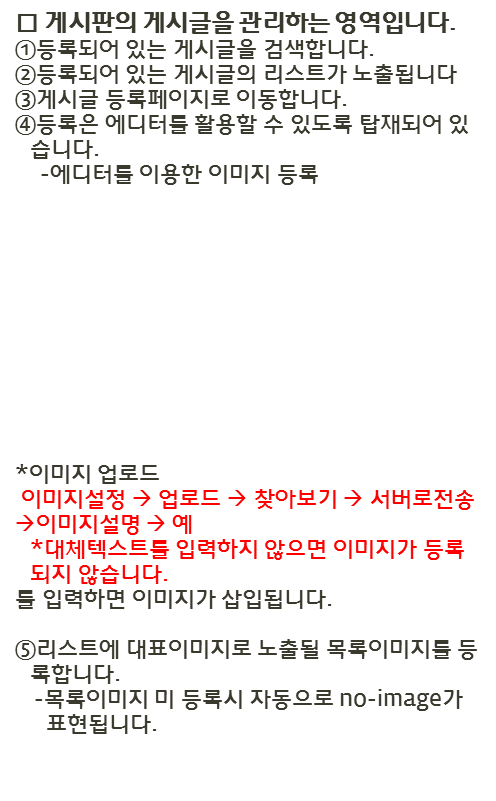 □ 게시판의 게시글을 관리하는 영역입니다.
①등록되어 있는 게시글을 검색합니다.
②등록되어 있는 게시글의 리스트가 노출됩니다
③게시글 등록페이지로 이동합니다.
④등록은 에디터를 활용할 수 있도록 탑재되어 있
습니다.
-에디터를 이용한 이미지 등록
*이미지 업로드
이미지설정 → 업로드 → 찾아보기 → 서버로전송
→이미지설명 → 예
*대체텍스트를 입력하지 않으면 이미지가 등록
되지 않습니다.
를 입력하면 이미지가 삽입됩니다.
⑤리스트에 대표이미지로 노출될 목록이미지를 등
록합니다.
-목록이미지 미 등록시 자동으로 no-image가
표현됩니다.